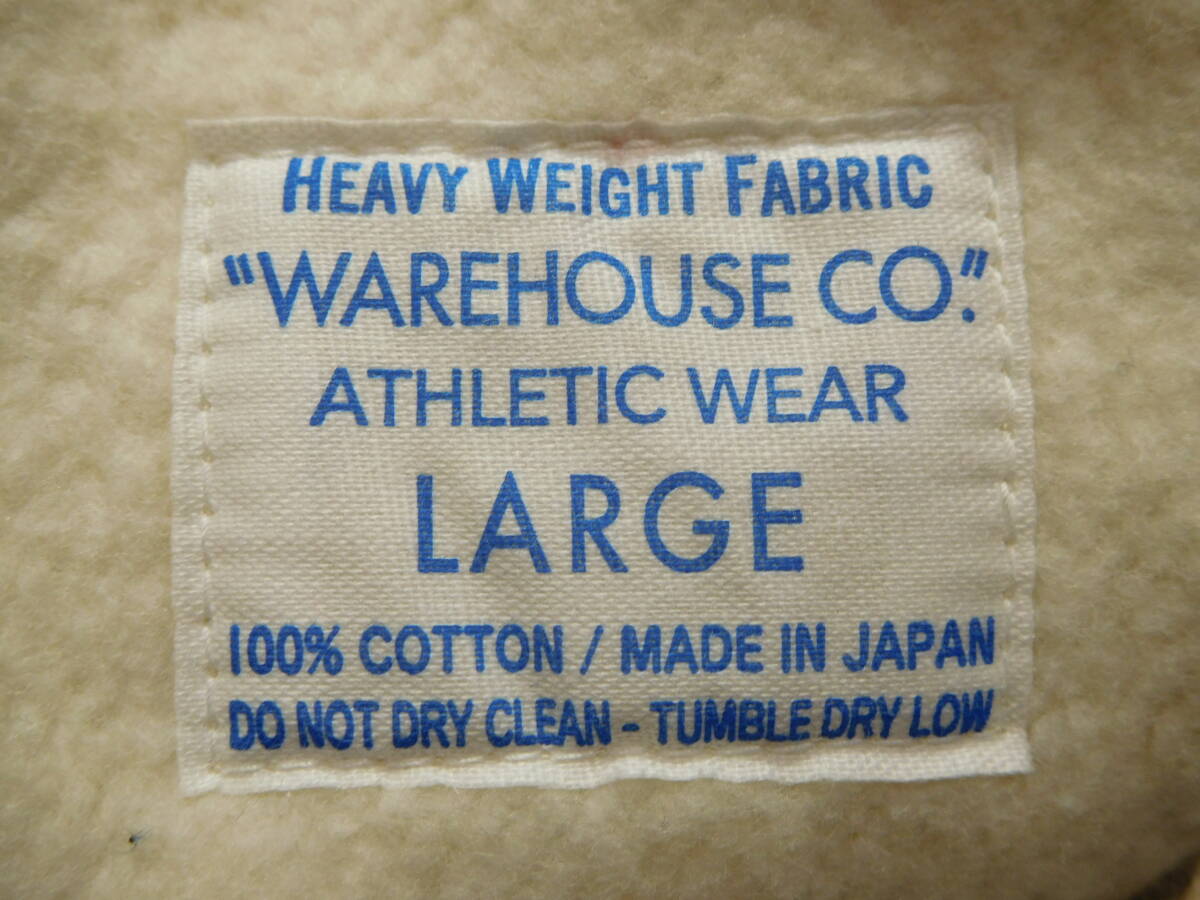 HEAVY WEIGHT FABRIC
"WAREHOUSE CO."
ATHLETIC WEAR
LARGE
100% COTTON / MADE IN JAPAN
DO NOT DRY CLEAN - TUMBLE DRY LOW